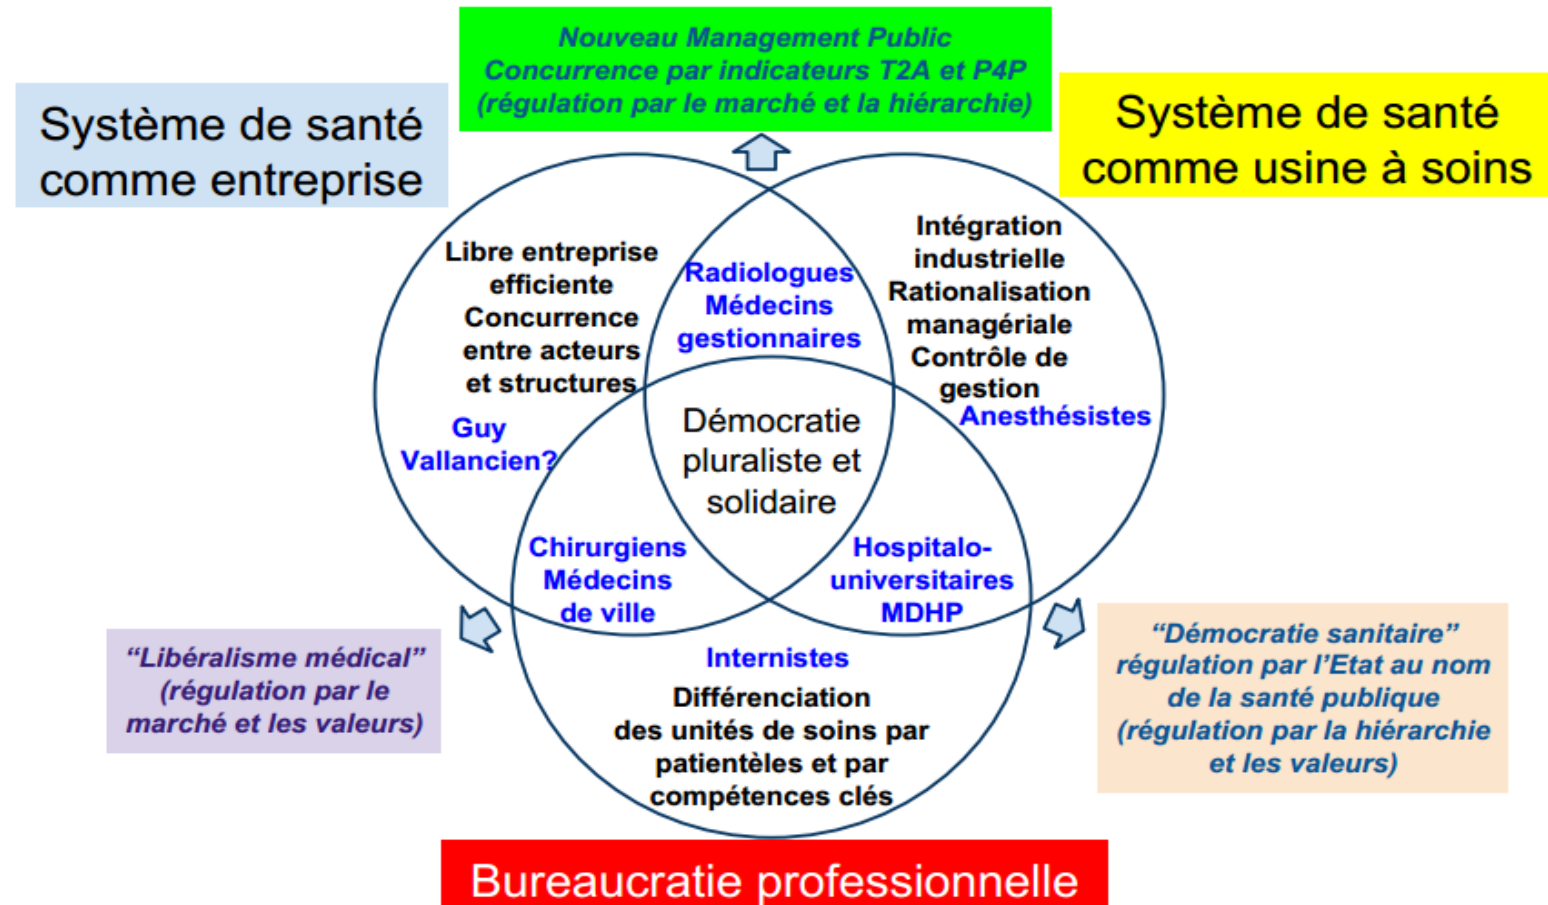 Nouveau Management Public
Concurrence par indicateurs T2A et P4P
(régulation par le marché et la hiérarchie)
Système de santé
comme entreprise
Système de santé
comme usine à soins
Libre entreprise
efficiente
Concurrence
entre acteurs
et structures
Guy
Vallancien?
Radiologues
Médecins
gestionnaires
Intégration
industrielle
Rationalisation
managériale
Contrôle de
gestion
Anesthésistes
Démocratie
pluraliste et
solidaire
Chirurgiens
Médecins
de ville
Hospitalo-
universitaires
MDHP
“Libéralisme médical”
(régulation par le
marché et les valeurs)
Internistes
Différenciation
des unités de soins par
patientèles et par
compétences clés
“Démocratie sanitaire”
régulation par l’Etat au nom
de la santé publique
(régulation par la hiérarchie
et les valeurs)
Bureaucratie professionnelle